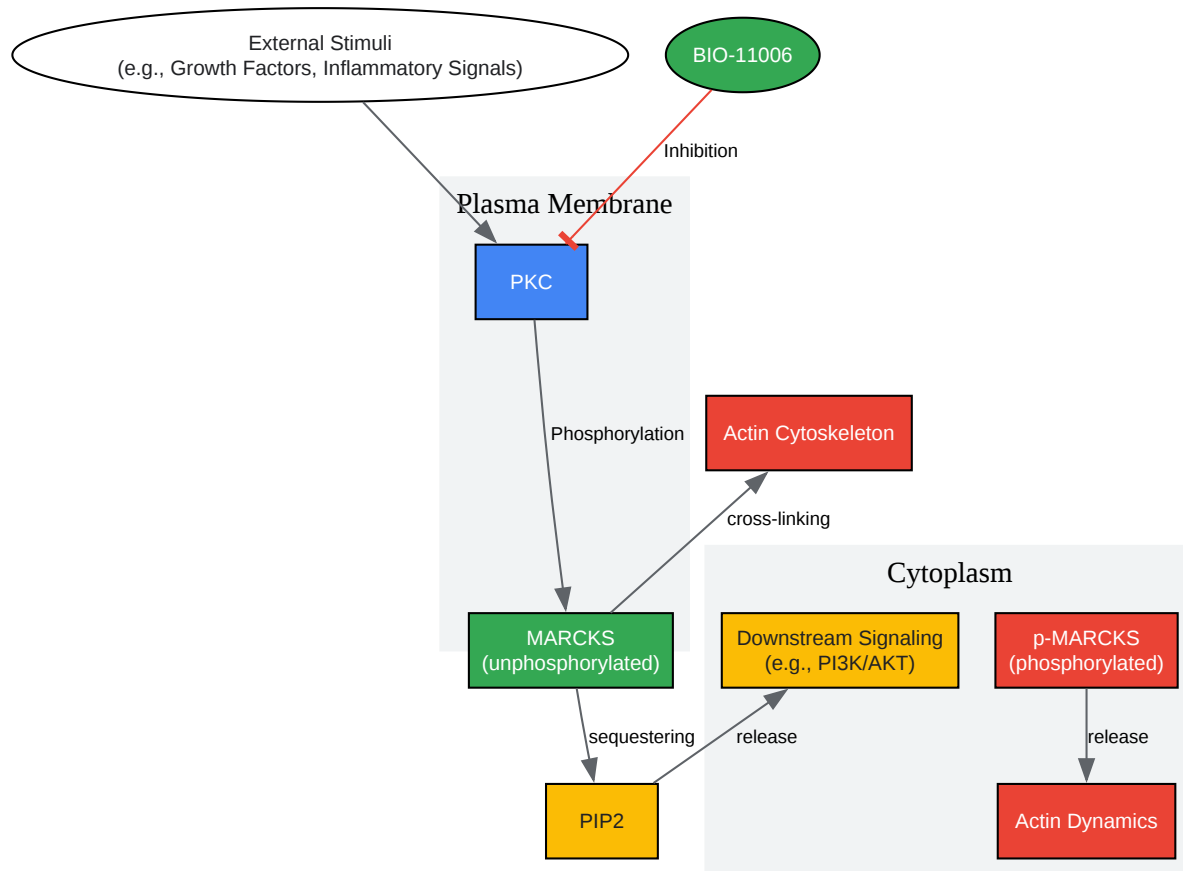 External Stimuli
(e.g., Growth Factors, Inflammatory Signals)
BIO-11006
Inhibition
Plasma Membrane
PKC
Phosphorylation
Actin Cytoskeleton
cross-linking
Cytoplasm
MARCKS
(unphosphorylated)
Downstream Signaling
(e.g., PI3K/AKT)
p-MARCKS
(phosphorylated)
sequestering
release
release
PIP2
Actin Dynamics